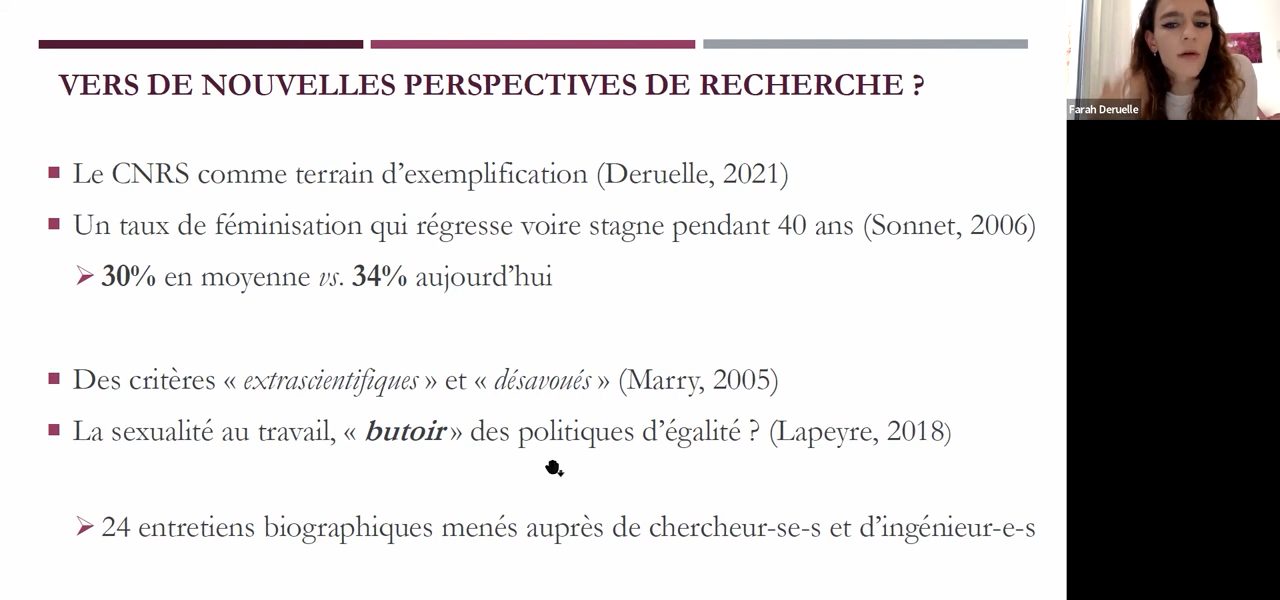 VERS DE NOUVELLES PERSPECTIVES DE RECHERCHE ?
Farah Deruelle
Le CNRS comme terrain d’exemplification (Deruelle, 2021)
Un taux de féminisation qui régresse voire stagne pendant 40 ans (Sonnet, 2006)
30% en moyenne vs. 34% aujourd’hui
Des critères « extrascientifiques » et « désavoués » (Marry, 2005)
La sexualité au travail, « butoir » des politiques d’égalité ? (Lapeyre, 2018)
24 entretiens biographiques menés auprès de chercheur-se-s et d’ingénieur-e-s